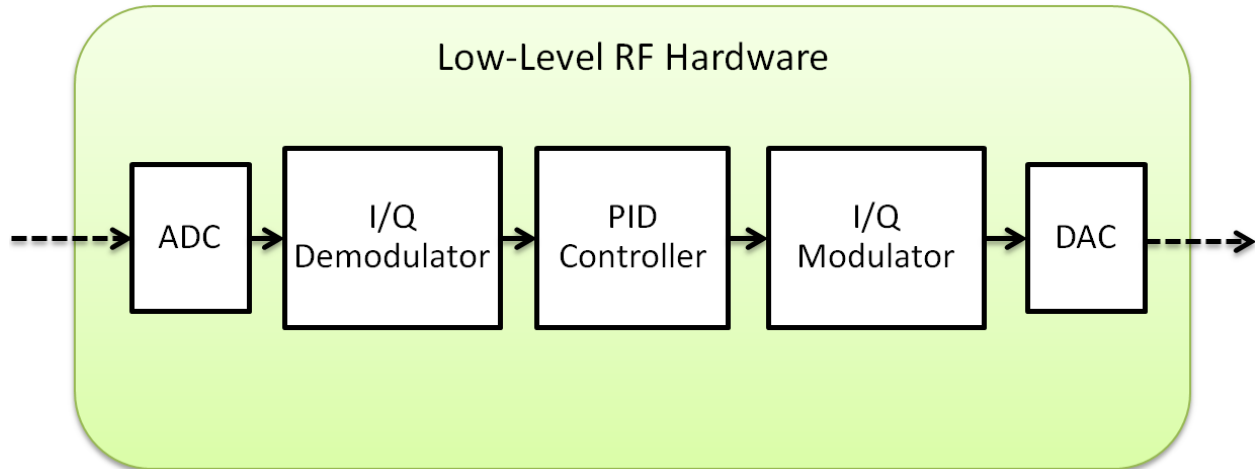 Low-Level RF Hardware
ADC
I/Q
Demodulator
PID
Controller
I/Q
Modulator
DAC